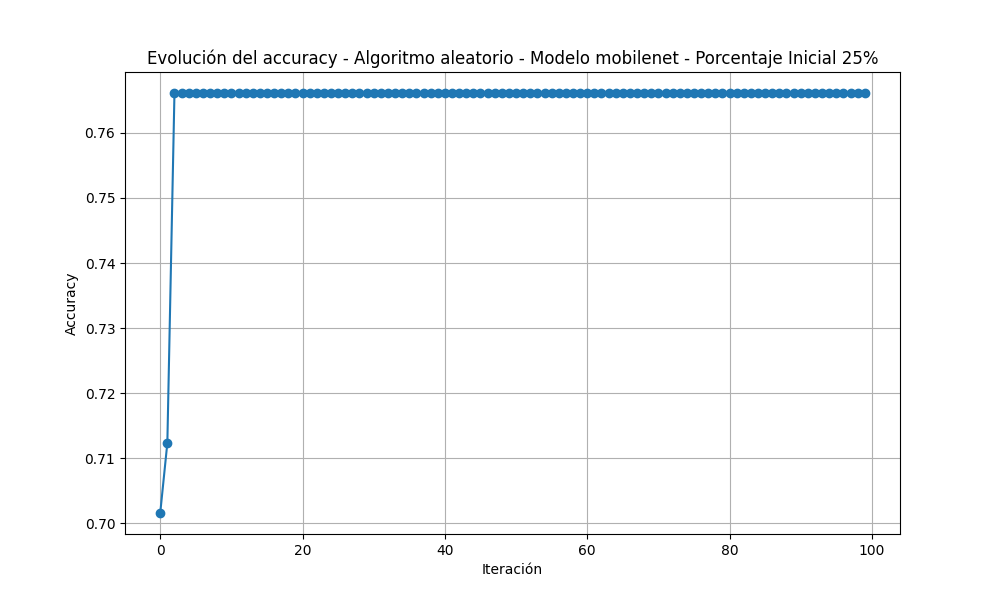 Evolución del accuracy - Algoritmo aleatorio - Modelo mobilenet - Porcentaje Inicial 25%
0.76
0.75
0.74
0.73
0.72
0.71
0.70
Accuracy
0 20 40 60 80 100
Iteración